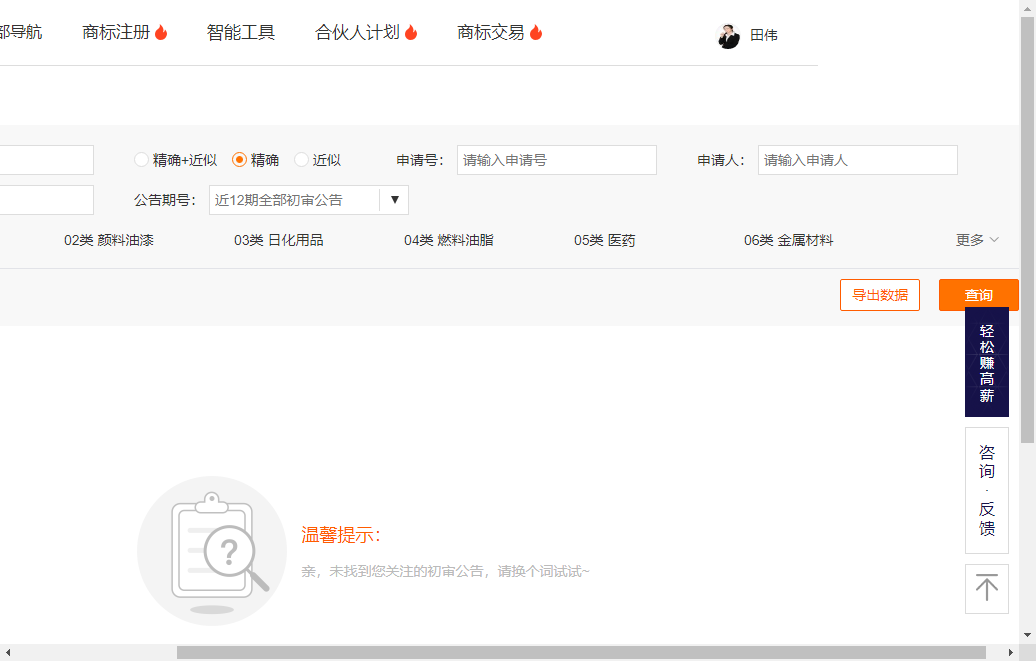 部导航 商标注册 智能工具 合伙人计划 商标交易 田伟
精确+近似 精确 近似 申请号： 请输入申请号 申请人： 请输入申请人
公告期号： 近12期全部初审公告 ▼
02类 颜料油漆 03类 日化用品 04类 燃料油脂 05类 医药 06类 金属材料 更多
导出数据 查询
轻松赚高薪
咨询·反馈
温馨提示：
亲，未找到您关注的初审公告，请换个词试试~